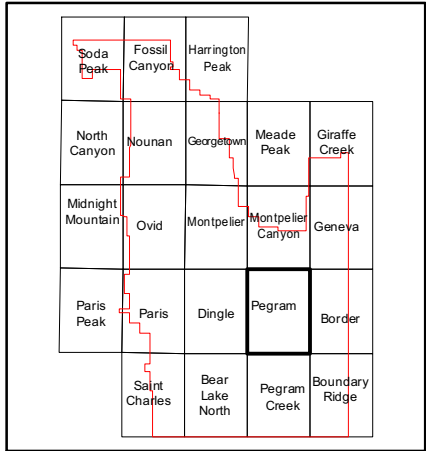 Soda
Peak
Fossil
Canyon
Harrington
Peak
North
Canyon
Nounan
Georgetown
Meade
Peak
Giraffe
Creek
Midnight
Mountain
Ovid
Montpelier
Montpelier
Canyon
Geneva
Paris
Peak
Paris
Dingle
Pegram
Border
Saint
Charles
Bear
Lake
North
Pegram
Creek
Boundary
Ridge